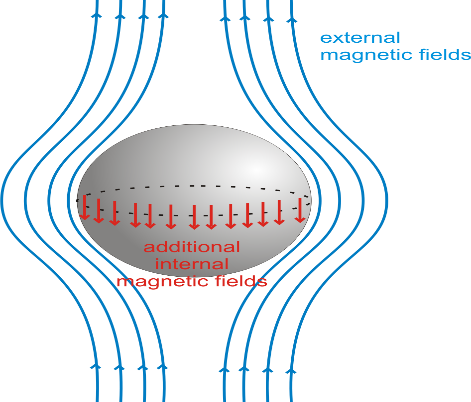 external
magnetic fields
additional
internal
magnetic fields